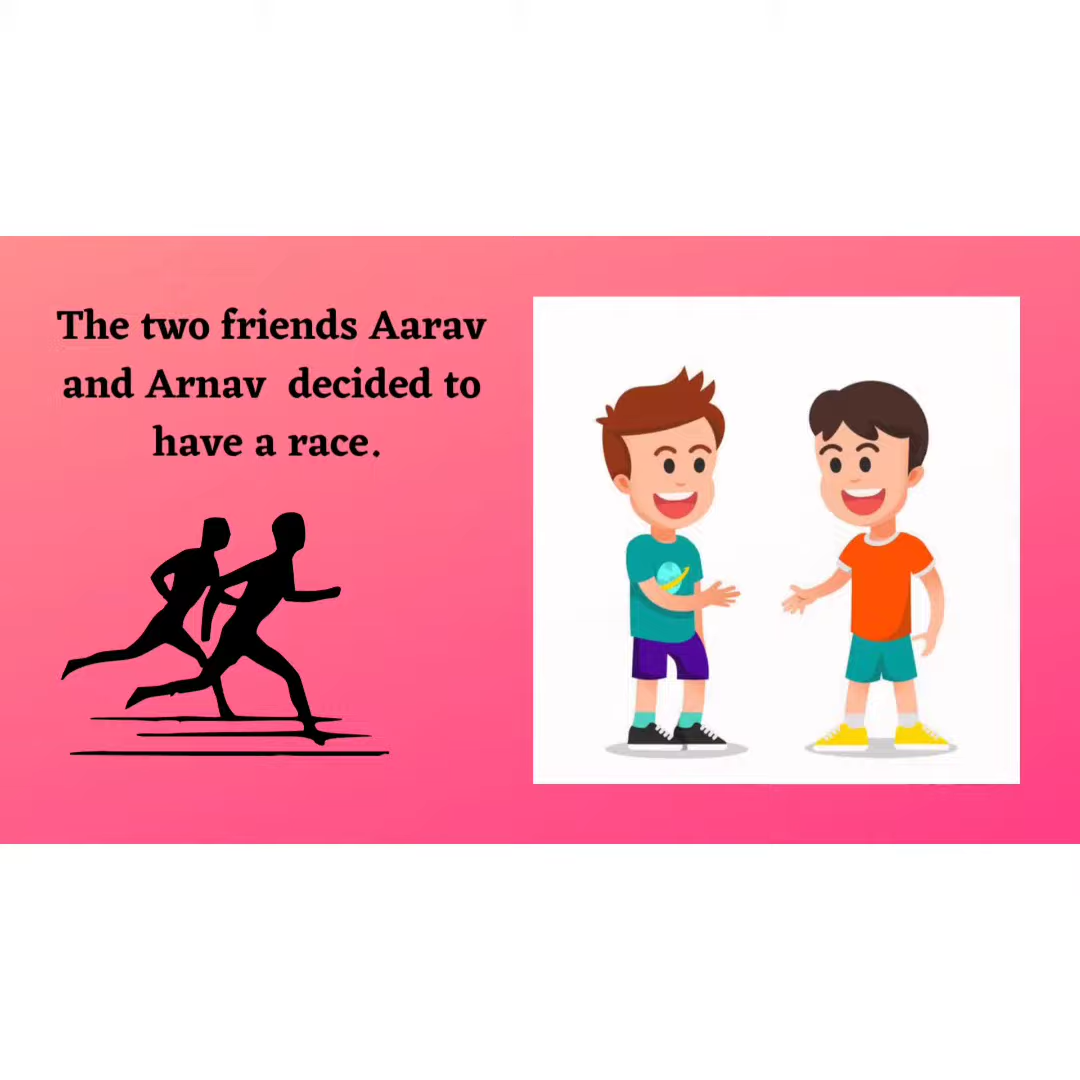 The two friends Aarav
and Arnav decided to
have a race.